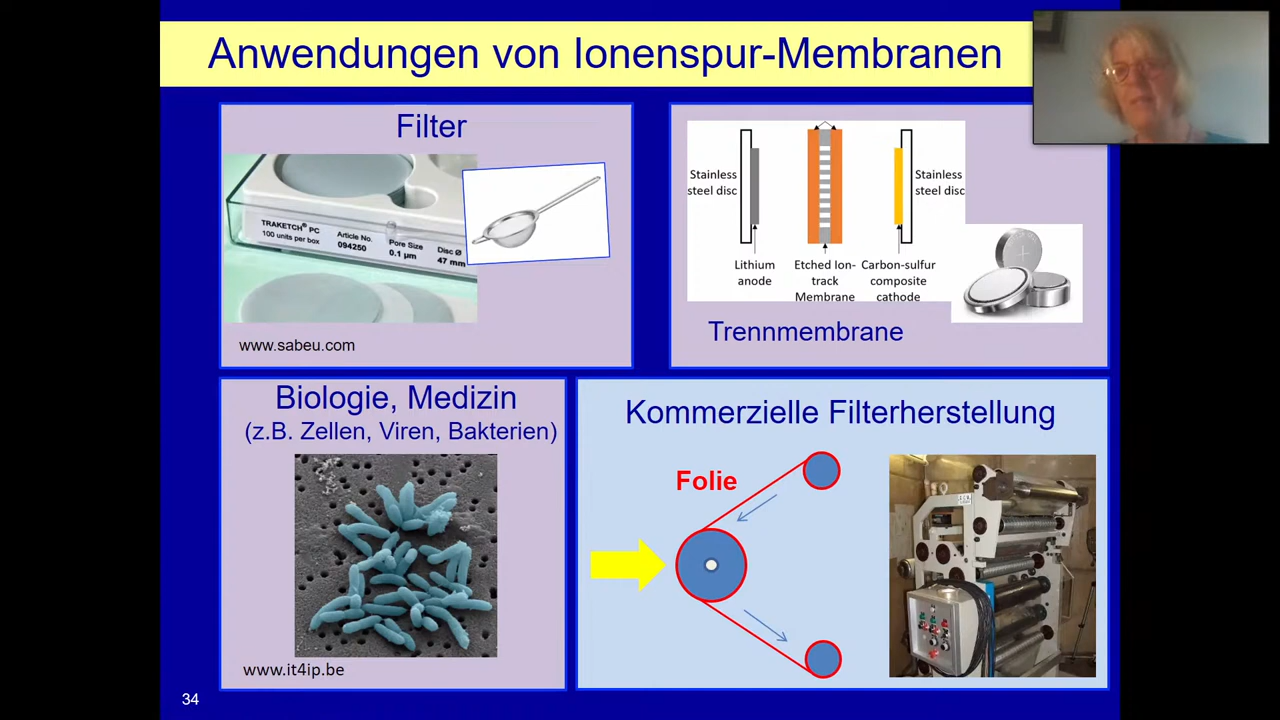 Anwendungen von Ionenspur-Membranen
Filter
TRAKETCH® PC
100 units per box
Article No.
094250
Pore Size
0.1 µm
Disc Ø
47 mm
www.sabeu.com
Stainless
steel disc
Stainless
steel disc
Lithium
anode
Etched Ion-
track
Membrane
Carbon-sulfur
composite
cathode
Trennmembrane
Biologie, Medizin
(z.B. Zellen, Viren, Bakterien)
www.it4ip.be
Kommerzielle Filterherstellung
Folie
34